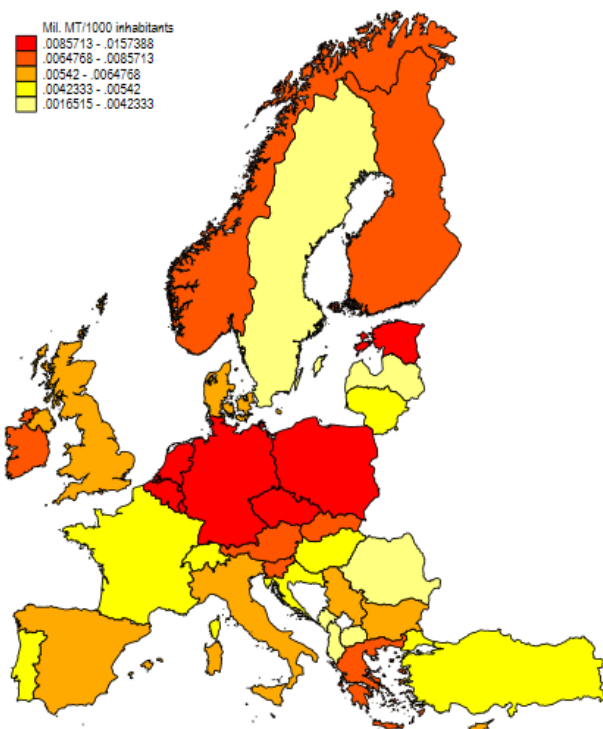 Mil. MT/1000 inhabitants
.0085713 - .0157388
.0064768 - .0085713
.00542 - .0064768
.0042333 - .00542
.0016515 - .0042333